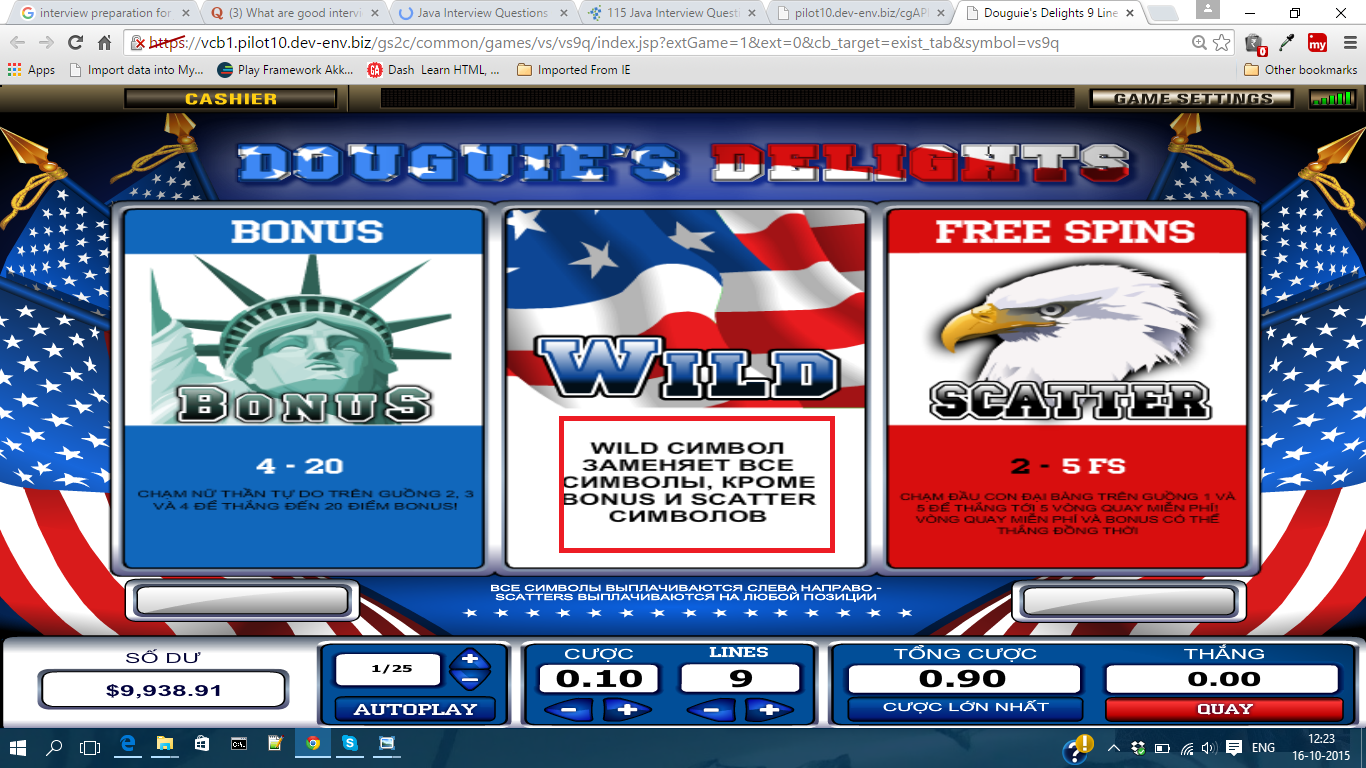 interview preparation for
(3) What are good intervi
Java Interview Questions
115 Java Interview Questi
pilot10.dev-env.biz/cgAPI
Douguie's Delights 9 Line
https://vcb1.pilot10.dev-env.biz/gs2c/common/games/vs/vs9q/index.jsp?extGame=1&ext=0&cb_target=exist_tab&symbol=vs9q
0
my
Apps
Import data into My...
Play Framework Akk...
GA
Dash Learn HTML, ...
Imported From IE
Other bookmarks
CASHIER
GAME SETTINGS
DOUGUIE'S DELIGHTS
BONUS
BONUS
4 - 20
CHẠM NỮ THẦN TỰ DO TRÊN GUỒNG 2, 3
VÀ 4 ĐỂ THẮNG ĐẾN 20 ĐIỂM BONUS!
WILD
WILD СИМВОЛ
ЗАМЕНЯЕТ ВСЕ
СИМВОЛЫ, КРОМЕ
BONUS И SCATTER
СИМВОЛОВ
FREE SPINS
SCATTER
2 - 5 FS
CHẠM ĐẦU CON ĐẠI BÀNG TRÊN GUỒNG 1 VÀ
5 ĐỂ THẮNG TỚI 5 VÒNG QUAY MIỄN PHÍ!
VÒNG QUAY MIỄN PHÍ VÀ BONUS CÓ THỂ
THẮNG ĐỒNG THỜI
ВСЕ СИМВОЛЫ ВЫПЛАЧИВАЮТСЯ СЛЕВА НАПРАВО -
SCATTERS ВЫПЛАЧИВАЮТСЯ НА ЛЮБОЙ ПОЗИЦИИ
SỐ DƯ
$9,938.91
1/25
AUTOPLAY
CƯỢC
0.10
LINES
9
TỔNG CƯỢC
0.90
CƯỢC LỚN NHẤT
THẮNG
0.00
QUAY
ENG
12:23
16-10-2015